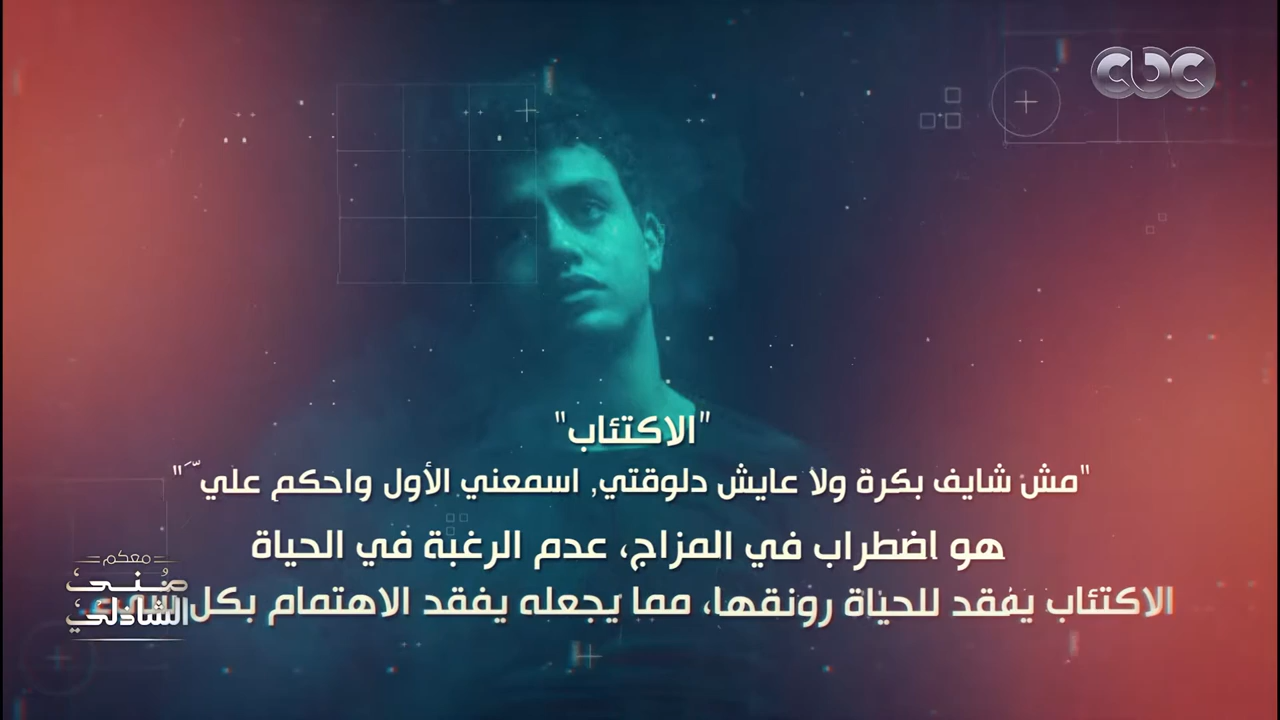 cbc
"الاكتئاب"
"مش شايف بكرة ولا عايش دلوقتي, اسمعني الأول واحكم عليَّ"
هو اضطراب في المزاج، عدم الرغبة في الحياة
الاكتئاب يفقد للحياة رونقها، مما يجعله يفقد الاهتمام بكل
معكم
منى
الشاذلي